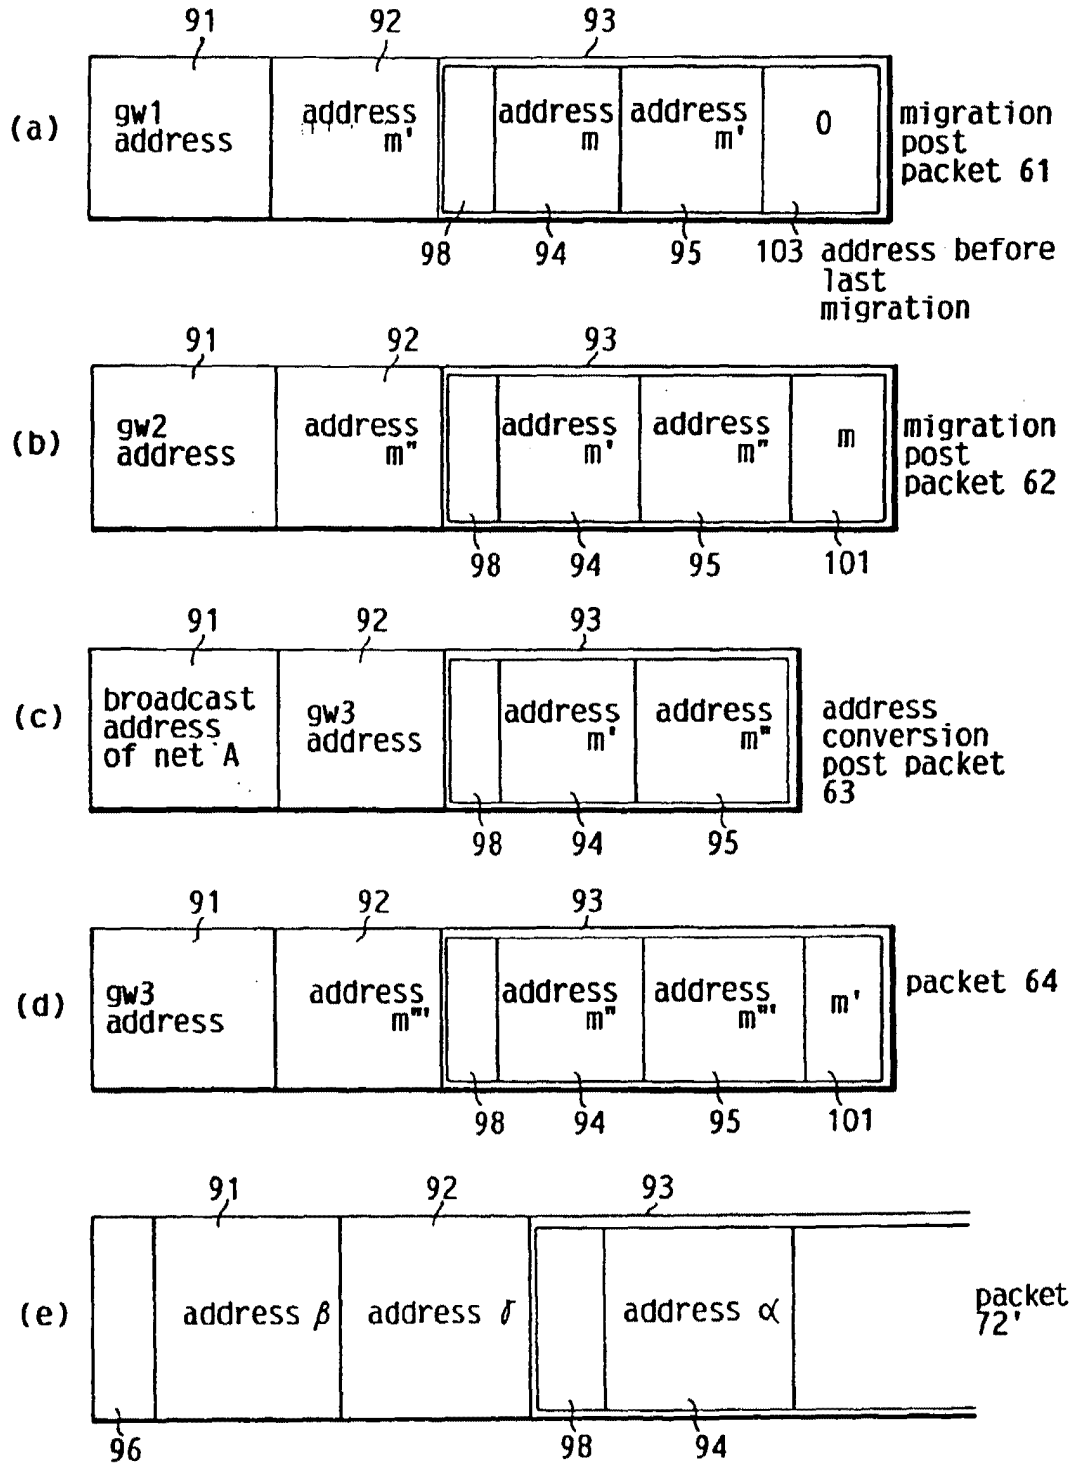 91 92 93
(a) gw1 address address m' address m address m' 0 migration post packet 61
98 94 95 103 address before last migration
91 92 93
(b) gw2 address address m" address m' address m" m migration post packet 62
98 94 95 101
91 92 93
(c) broadcast address of net A gw3 address address m' address m" address conversion post packet 63
98 94 95
91 92 93
(d) gw3 address address m"' address m" address m"' m' packet 64
98 94 95 101
91 92 93
(e) address β address γ address α packet 72'
96 98 94